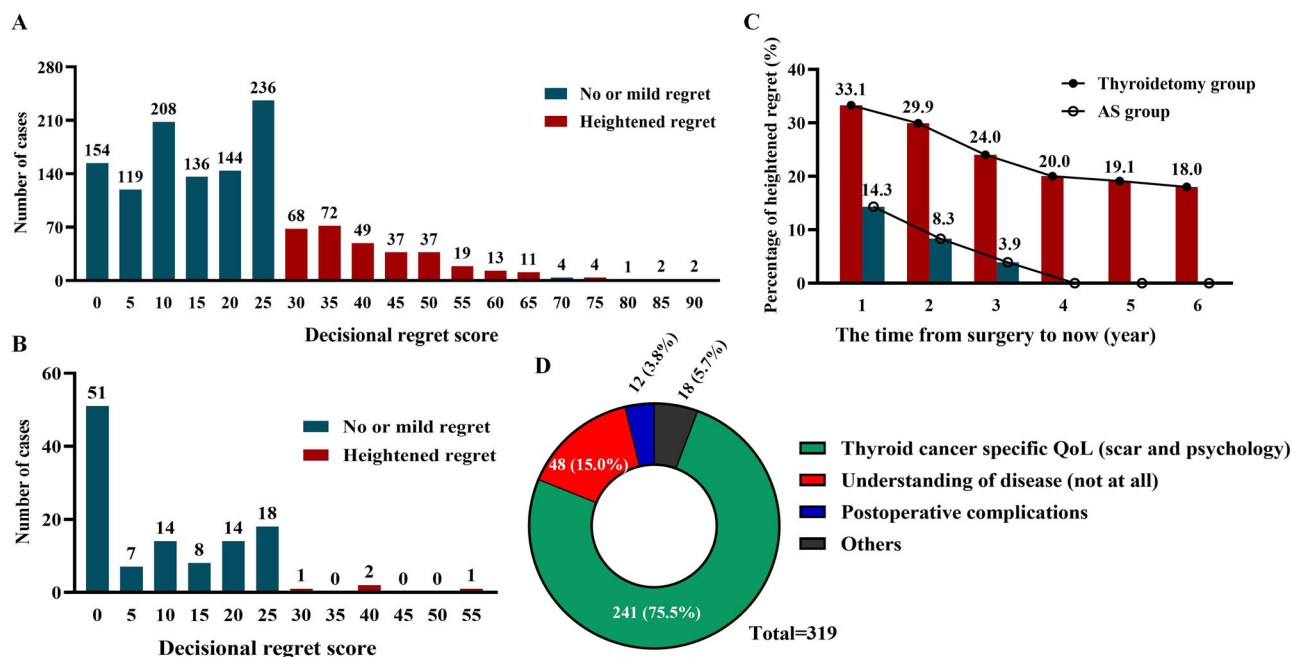 A
Number of cases
280
210
140
70
0
154
119
208
136
144
236
68
72
49
37
37
19
13
11
4
4
1
2
2
No or mild regret
Heightened regret
0 5 10 15 20 25 30 35 40 45 50 55 60 65 70 75 80 85 90
Decisional regret score
C
Percentage of heightened regret (%)
40
30
20
10
0
33.1
29.9
24.0
20.0
19.1
18.0
14.3
8.3
3.9
Thyroidetomy group
AS group
1 2 3 4 5 6
The time from surgery to now (year)
B
Number of cases
60
40
20
0
51
7
14
8
14
18
1
0
2
0
0
1
No or mild regret
Heightened regret
0 5 10 15 20 25 30 35 40 45 50 55
Decisional regret score
D
12 (3.8%)
18 (5.7%)
48 (15.0%)
241 (75.5%)
Total=319
Thyroid cancer specific QoL (scar and psychology)
Understanding of disease (not at all)
Postoperative complications
Others